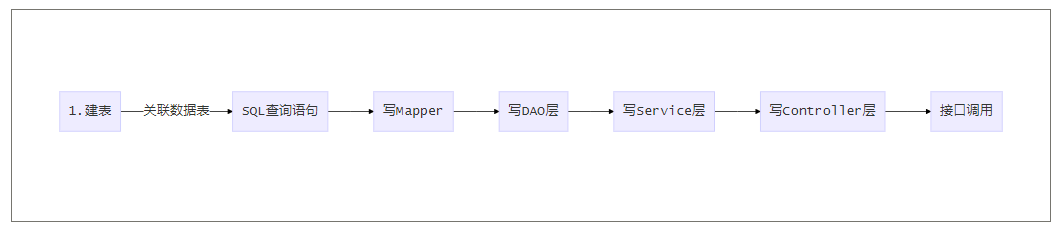 1.建表
关联数据表
SQL查询语句
写Mapper
写DAO层
写Service层
写Controller层
接口调用